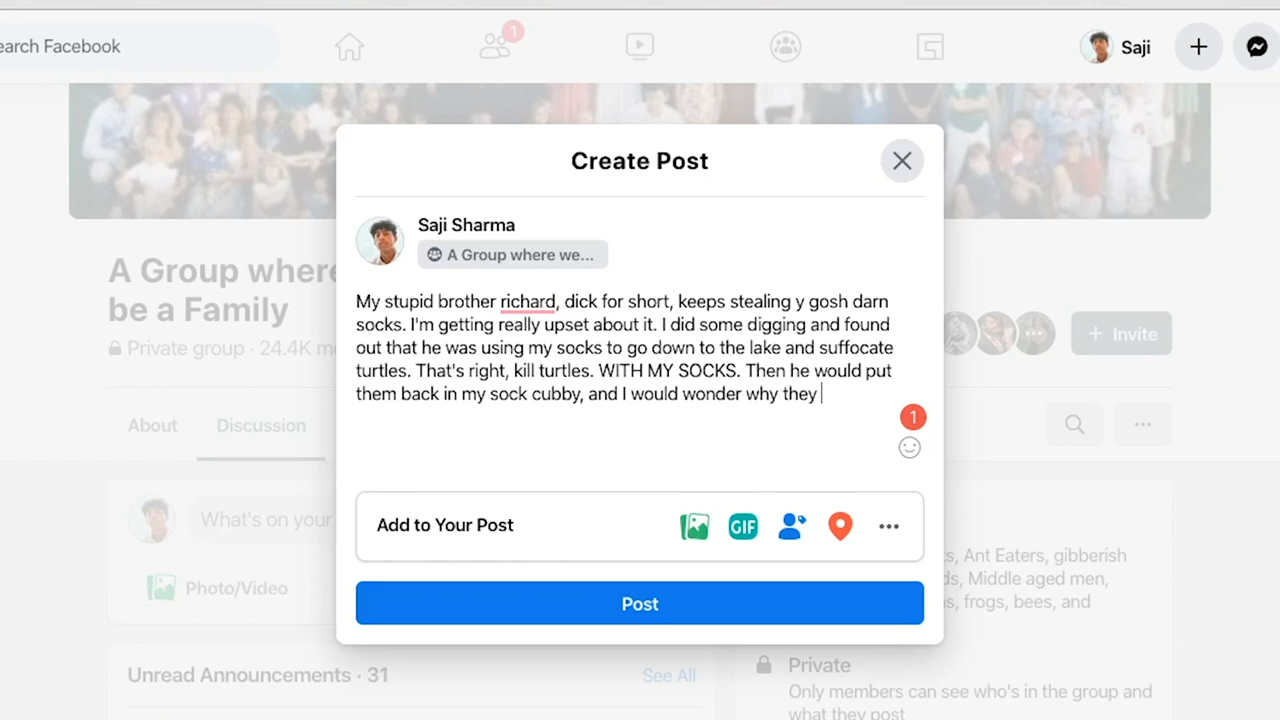 earch Facebook
1
Saji
Create Post
Saji Sharma
A Group where we...
A Group where
be a Family
My stupid brother richard, dick for short, keeps stealing y gosh darn
socks. I'm getting really upset about it. I did some digging and found
out that he was using my socks to go down to the lake and suffocate
turtles. That's right, kill turtles. WITH MY SOCKS. Then he would put
them back in my sock cubby, and I would wonder why they
Private group · 24.4K m
+ Invite
About
Discussion
1
What's on your
Photo/Video
Add to Your Post
GIF
Post
s, Ant Eaters, gibberish
ds, Middle aged men,
s, frogs, bees, and
Unread Announcements · 31
See All
Private
Only members can see who's in the group and
what they post